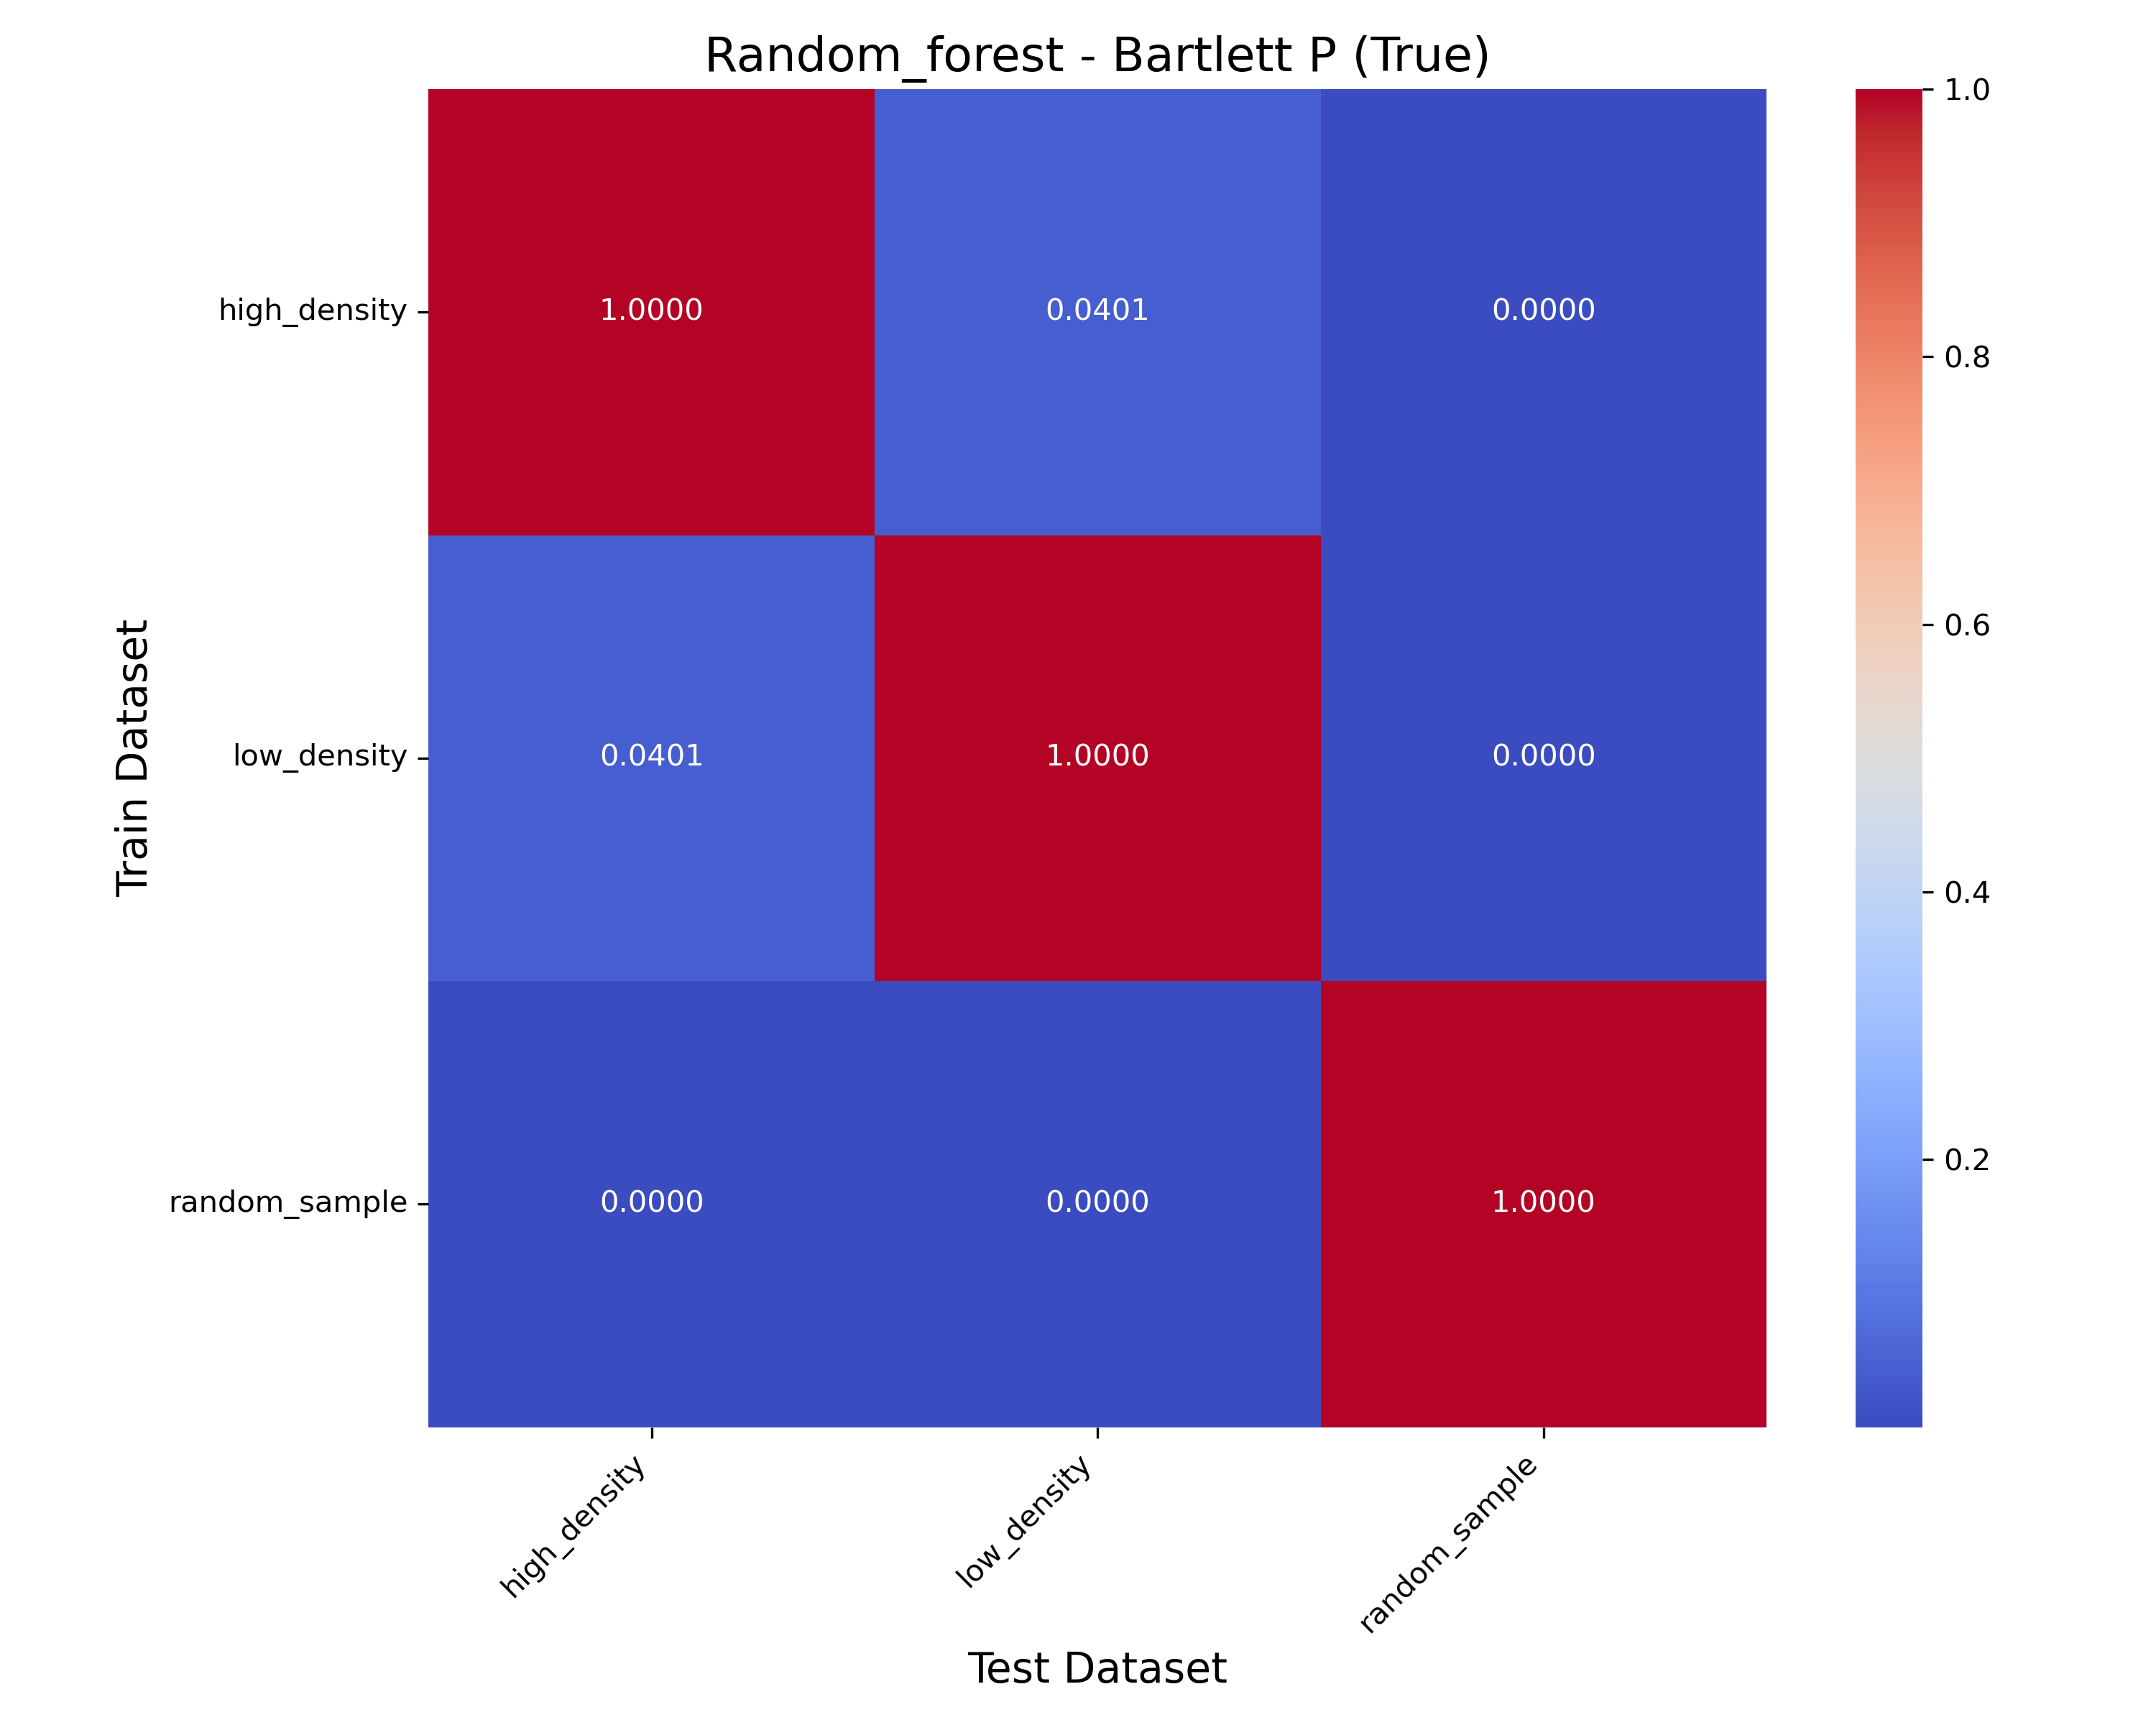 Random_forest - Bartlett P (True)
Train Dataset
high_density
1.0000
0.0401
0.0000
low_density
0.0401
1.0000
0.0000
random_sample
0.0000
0.0000
1.0000
high_density
low_density
random_sample
Test Dataset
1.0
0.8
0.6
0.4
0.2